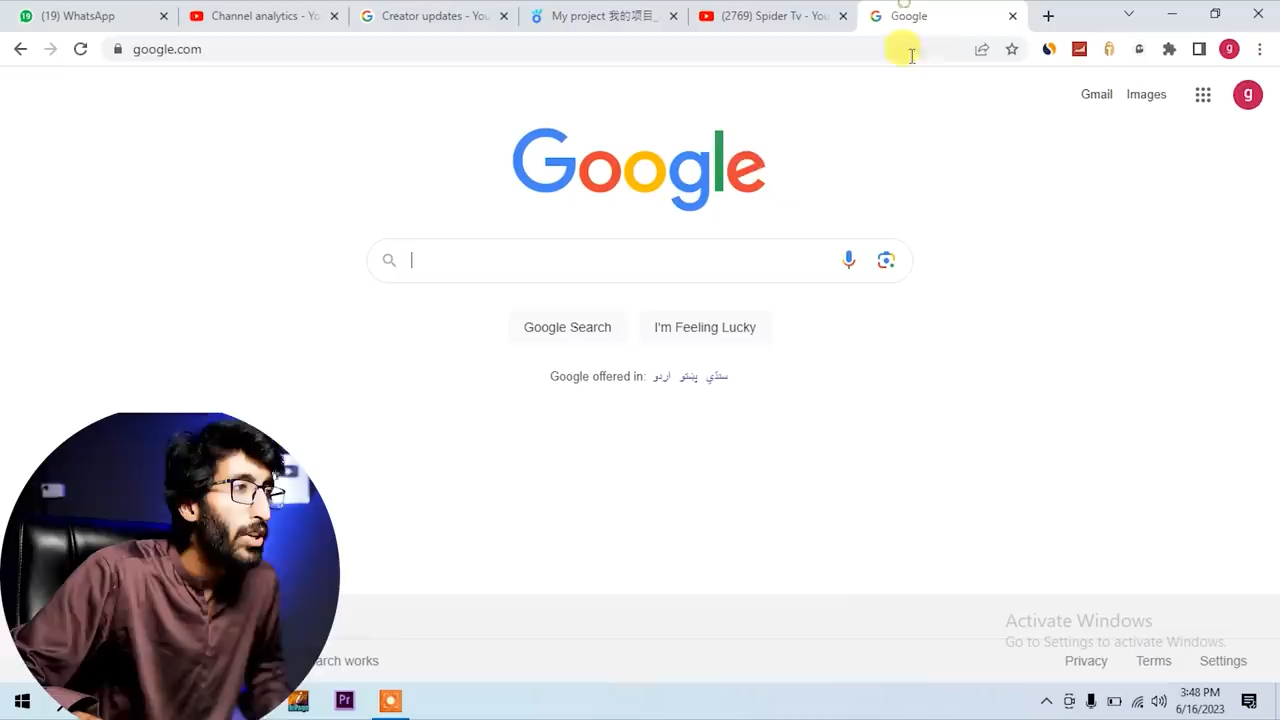 (19) WhatsApp
Channel analytics - Yo
Creator updates - You
My project 我的项目_
(2769) Spider Tv - You
Google
google.com
g
Gmail
Images
g
Google
Google Search
I'm Feeling Lucky
Google offered in: اردو پښتو سنڌي
Activate Windows
Go to Settings to activate Windows.
arch works
Privacy
Terms
Settings
Pr
3:48 PM
6/16/2023